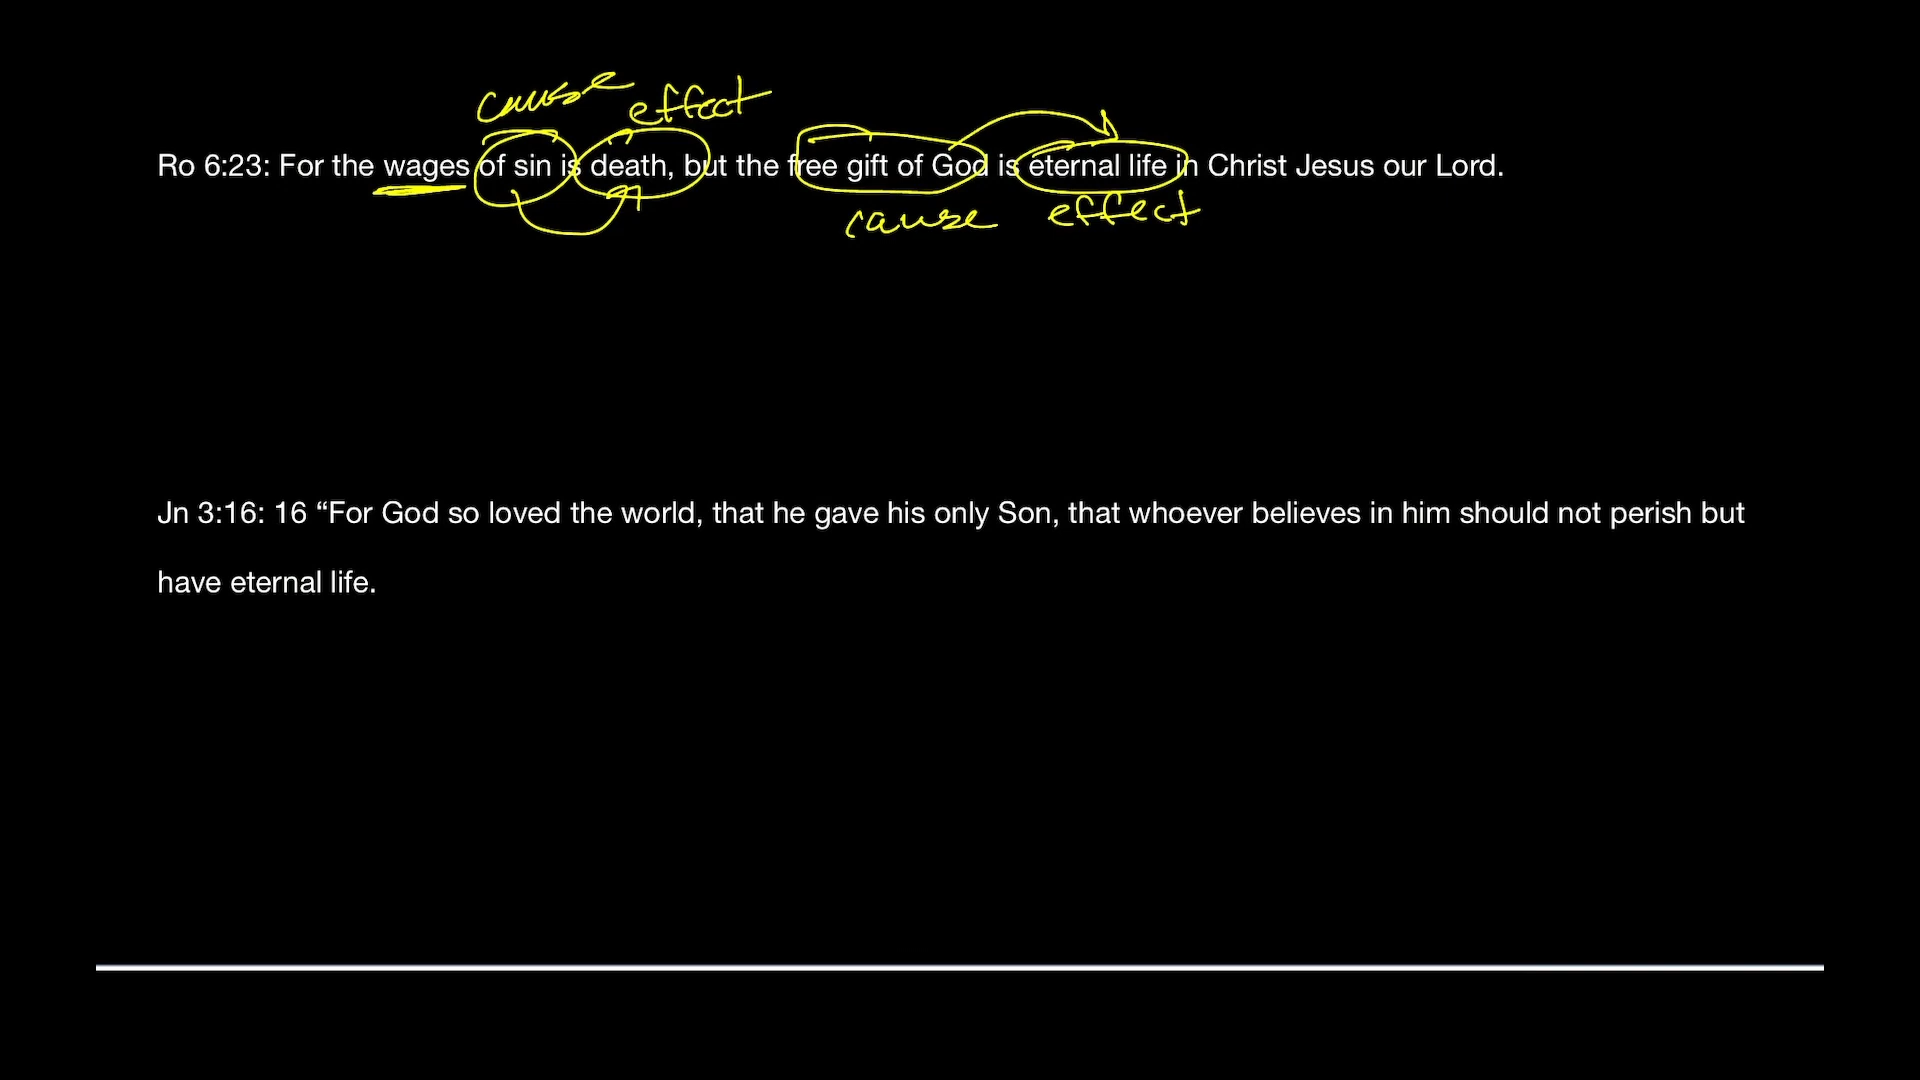 cause effect
Ro 6:23: For the wages of sin is death, but the free gift of God is eternal life in Christ Jesus our Lord.
cause effect
Jn 3:16: 16 “For God so loved the world, that he gave his only Son, that whoever believes in him should not perish but
have eternal life.